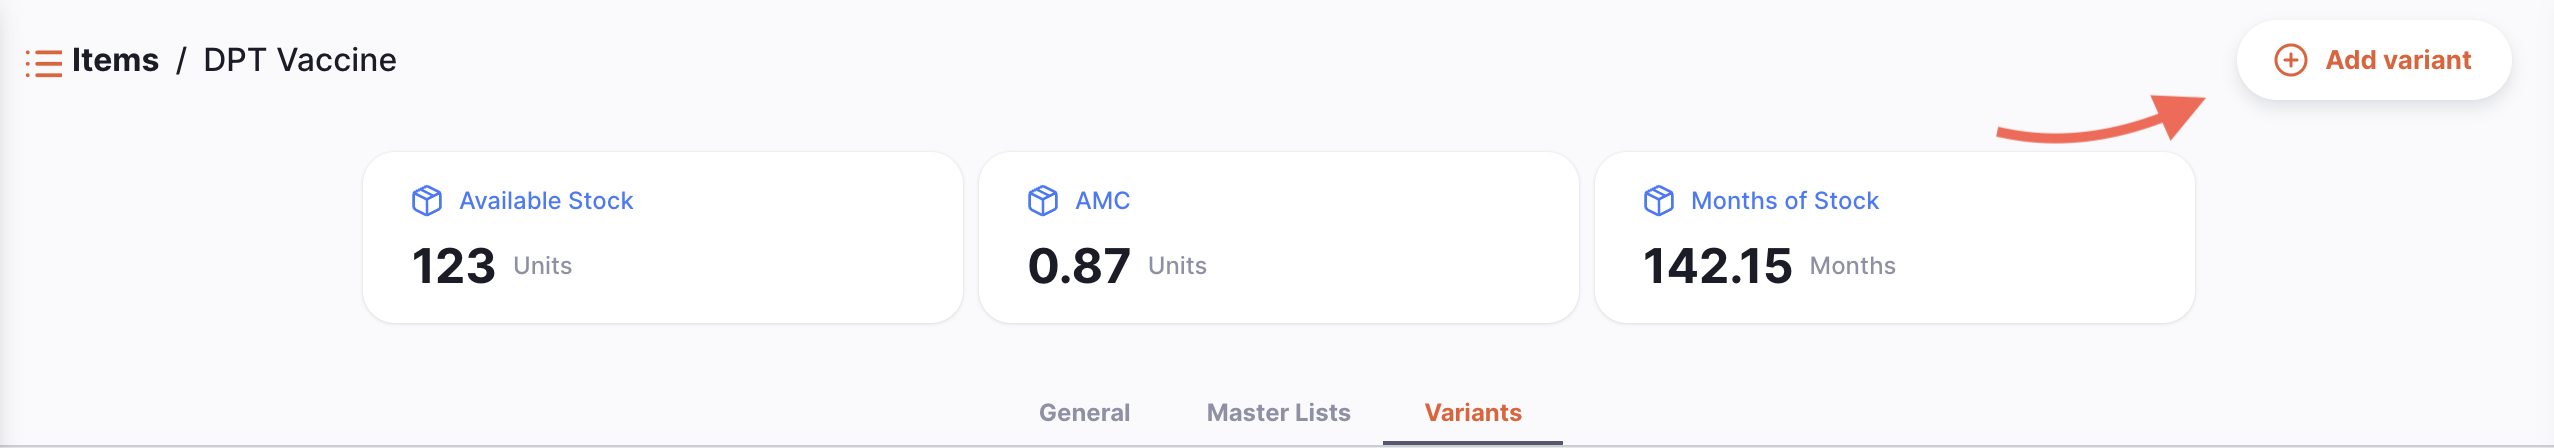 Items / DPT Vaccine
Add variant
Available Stock
123 Units
AMC
0.87 Units
Months of Stock
142.15 Months
General
Master Lists
Variants